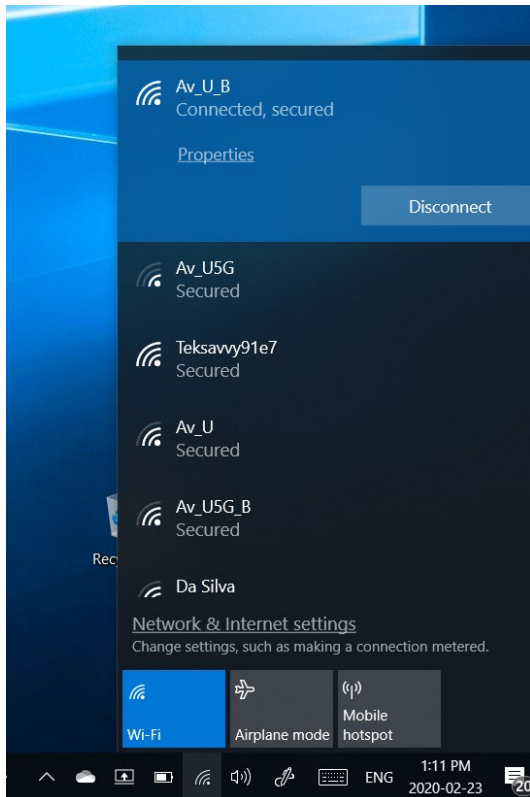 Av_U_B
Connected, secured
Properties
Disconnect
Av_U5G
Secured
Teksavvy91e7
Secured
Av_U
Secured
Av_U5G_B
Secured
Da Silva
Rec
Network & Internet settings
Change settings, such as making a connection metered.
Wi-Fi
Airplane mode
Mobile
hotspot
ENG
1:11 PM
2020-02-23
20